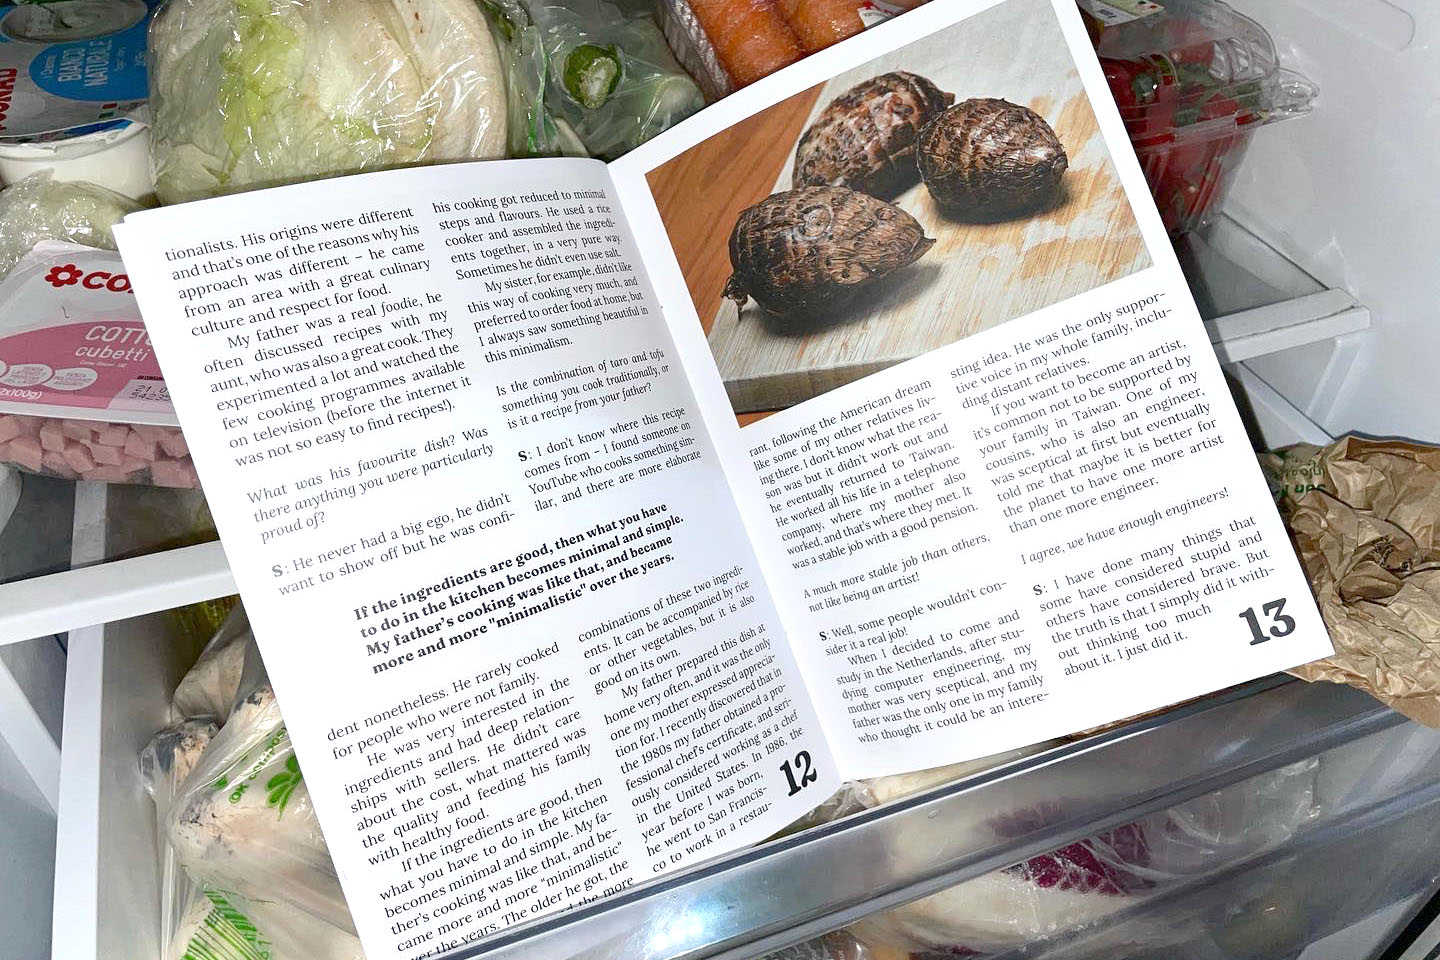 CONAD
BIANCO
NATURALE
CO
COTTO
cubetti
tionalists. His origins were different
and that's one of the reasons why his
approach was different – he came
from an area with a great culinary
culture and respect for food.
My father was a real foodie, he
often discussed recipes with my
aunt, who was also a great cook. They
experimented a lot and watched the
few cooking programmes available
on television (before the internet it
was not so easy to find recipes!).
What was his favourite dish? Was
there anything you were particularly
proud of?
S: He never had a big ego, he didn't
want to show off but he was confi-
his cooking got reduced to minimal
steps and flavours. He used a rice
cooker and assembled the ingredi-
ents together, in a very pure way.
Sometimes he didn't even use salt.
My sister, for example, didn't like
this way of cooking very much, and
preferred to order food at home, but
I always saw something beautiful in
this minimalism.
Is the combination of taro and tofu
something you cook traditionally, or
is it a recipe from your father?
S: I don't know where this recipe
comes from – I found someone on
YouTube who cooks something sim-
ilar, and there are more elaborate
If the ingredients are good, then what you have
to do in the kitchen becomes minimal and simple.
My father's cooking was like that, and became
more and more "minimalistic" over the years.
dent nonetheless. He rarely cooked
for people who were not family.
He was very interested in the
ingredients and had deep relation-
ships with sellers. He didn't care
about the cost, what mattered was
the quality and feeding his family
with healthy food.
If the ingredients are good, then
what you have to do in the kitchen
becomes minimal and simple. My fa-
ther's cooking was like that, and be-
came more and more "minimalistic"
over the years. The older he got, the
combinations of these two ingredi-
ents. It can be accompanied by rice
or other vegetables, but it is also
good on its own.
My father prepared this dish at
home very often, and it was the only
one my mother expressed apprecia-
tion for. I recently discovered that in
the 1980s my father obtained a pro-
fessional chef's certificate, and seri-
ously considered working as a chef
in the United States. In 1986, the
year before I was born,
he went to San Francis-
co to work in a restau-
12
rant, following the American dream
like some of my other relatives liv-
ing there. I don't know what the rea-
son was but it didn't work out and
he eventually returned to Taiwan.
He worked all his life in a telephone
company, where my mother also
worked, and that's where they met. It
was a stable job with a good pension.
A much more stable job than others,
not like being an artist!
S: Well, some people wouldn't con-
sider it a real job!
When I decided to come and
study in the Netherlands, after stu-
dying computer engineering, my
mother was very sceptical, and my
father was the only one in my family
who thought it could be an intere-
sting idea. He was the only suppor-
tive voice in my whole family, inclu-
ding distant relatives.
If you want to become an artist,
it's common not to be supported by
your family in Taiwan. One of my
cousins, who is also an engineer,
was sceptical at first but eventually
told me that maybe it is better for
the planet to have one more artist
than one more engineer.
I agree, we have enough engineers!
S: I have done many things that
some have considered stupid and
others have considered brave. But
the truth is that I simply did it with-
out thinking too much
about it. I just did it.
13